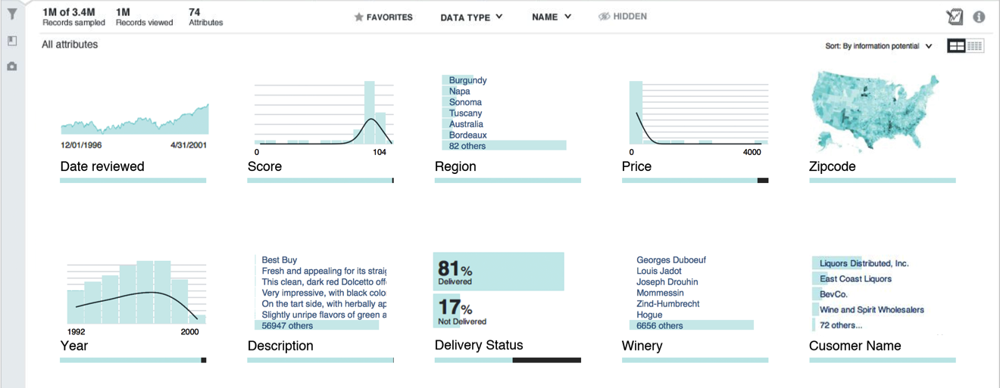 1M of 3.4M
Records sampled
1M
Records viewed
74
Attributes
FAVORITES
DATA TYPE
NAME
HIDDEN
All attributes
Sort: By information potential
12/01/1996
4/31/2001
Date reviewed
0
104
Score
Burgundy
Napa
Sonoma
Tuscany
Australia
Bordeaux
82 others
Region
0
4000
Price
Zipcode
1992
2000
Year
Best Buy
Fresh and appealing for its straig
This clean, dark red Dolcetto off
Very impressive, with black colo
On the tart side, with herbally ap
Slightly unripe flavors of green a
56947 others
Description
81%
Delivered
17%
Not Delivered
Delivery Status
Georges Duboeuf
Louis Jadot
Joseph Drouhin
Mommessin
Zind-Humbrecht
Hogue
6656 others
Winery
Liquors Distributed, Inc.
East Coast Liquors
BevCo.
Wine and Spirit Wholesalers
72 others...
Cusomer Name